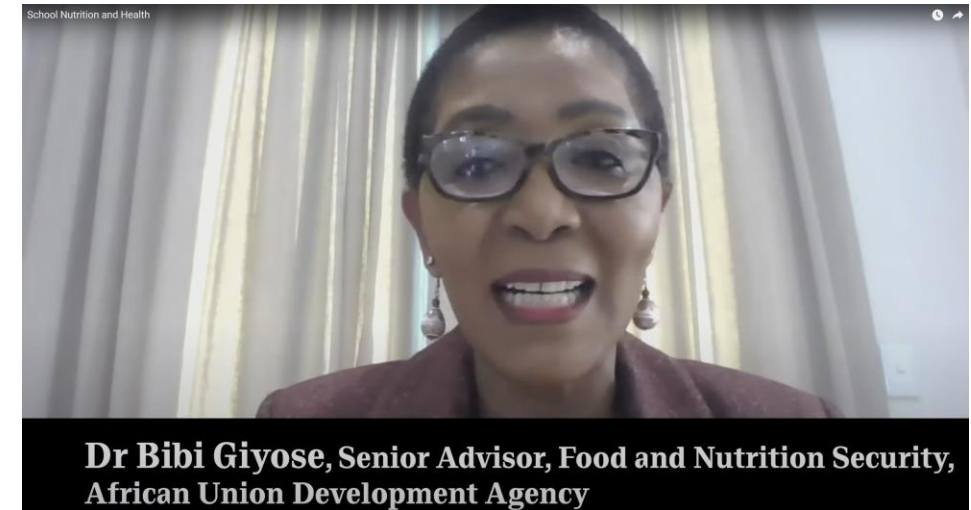 School Nutrition and Health
Dr Bibi Giyose, Senior Advisor, Food and Nutrition Security,
African Union Development Agency